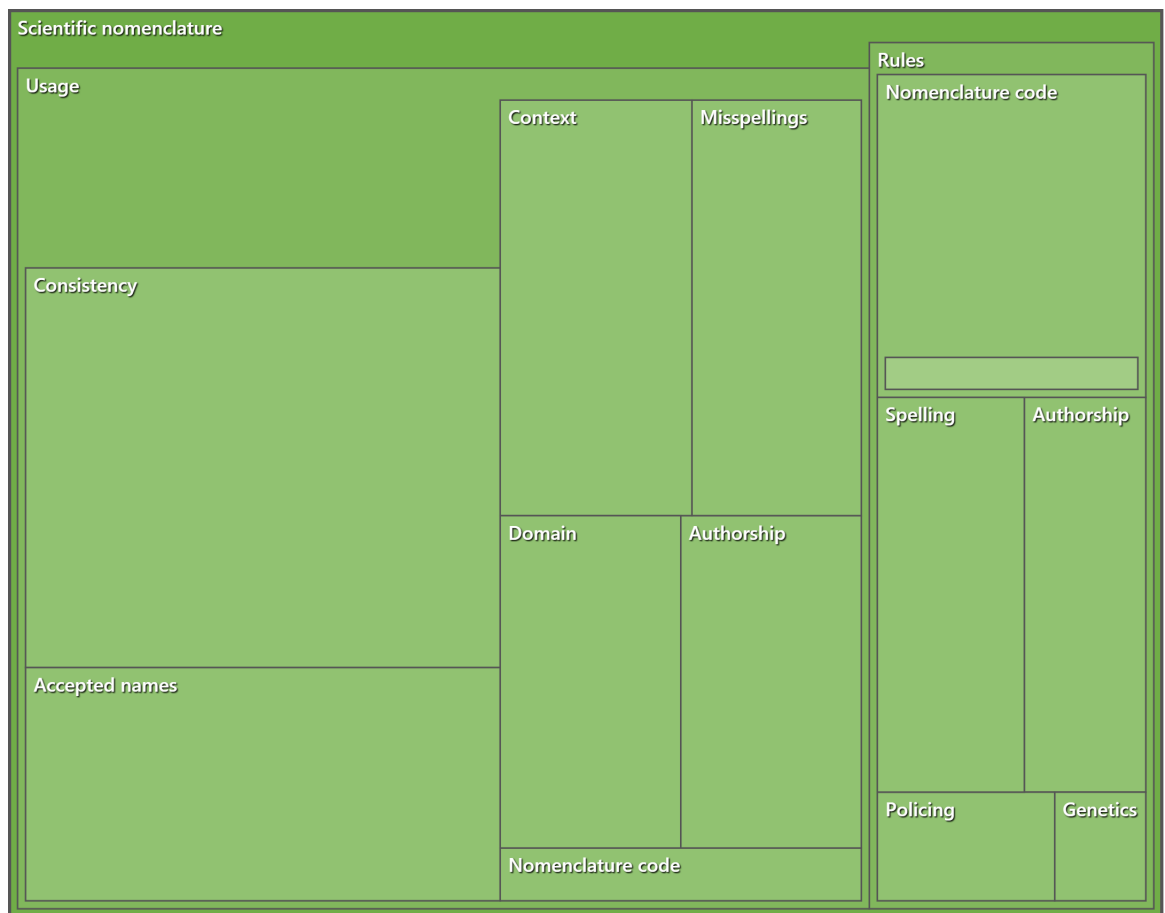 Scientific nomenclature
Usage
Consistency
Accepted names
Context
Misspellings
Domain
Authorship
Nomenclature code
Rules
Nomenclature code
Spelling
Authorship
Policing
Genetics